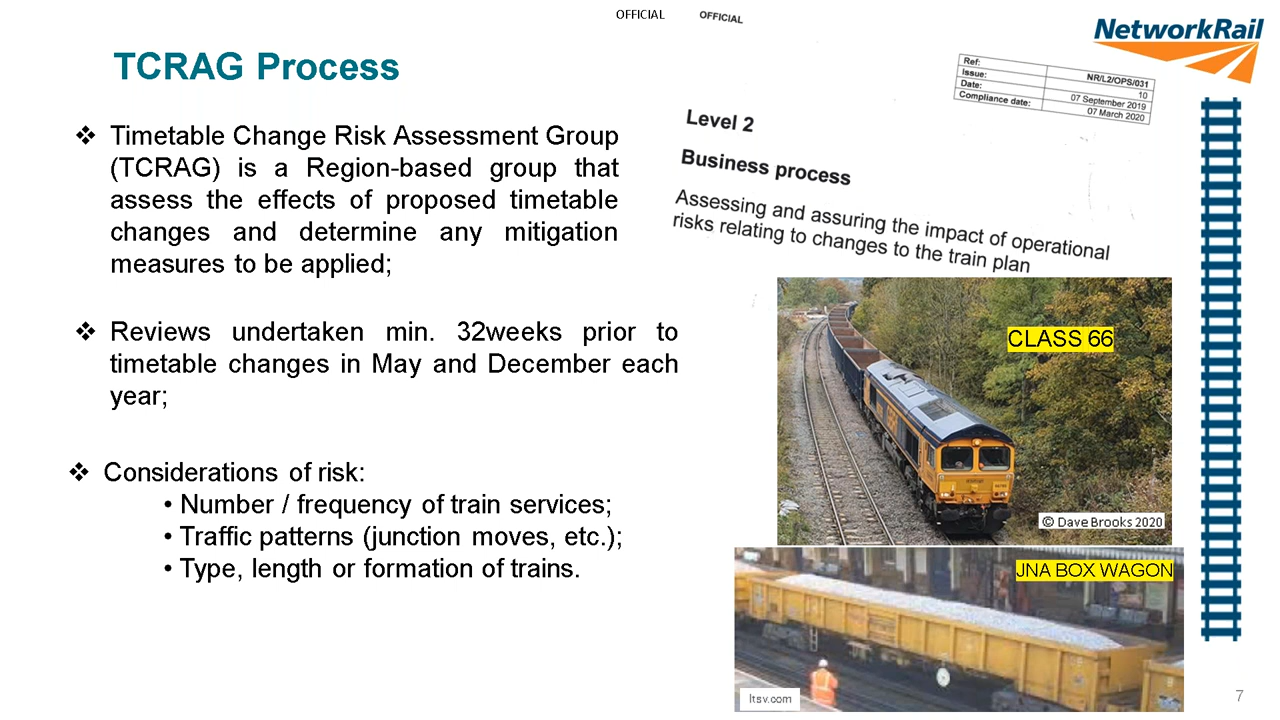 OFFICIAL
OFFICIAL
NetworkRail
TCRAG Process
Ref: NR/L2/OPS/031
Issue: 10
Date: 07 September 2019
Compliance date: 07 March 2020
Level 2
Business process
Assessing and assuring the impact of operational
risks relating to changes to the train plan
❖ Timetable Change Risk Assessment Group
(TCRAG) is a Region-based group that
assess the effects of proposed timetable
changes and determine any mitigation
measures to be applied;
❖ Reviews undertaken min. 32weeks prior to
timetable changes in May and December each
year;
❖ Considerations of risk:
• Number / frequency of train services;
• Traffic patterns (junction moves, etc.);
• Type, length or formation of trains.
CLASS 66
© Dave Brooks 2020
JNA BOX WAGON
ltsv.com
7